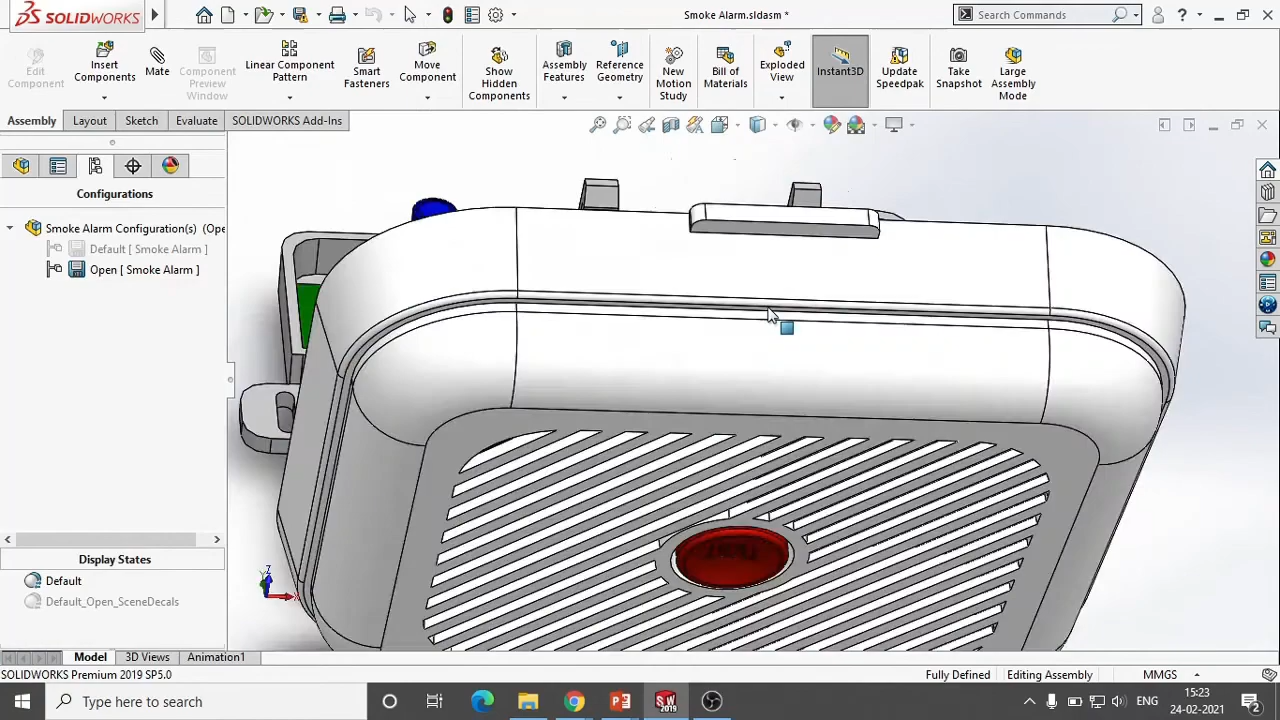 SOLIDWORKS
Smoke Alarm.sldasm *
Search Commands
Edit Component
Insert Components
Mate
Component Preview Window
Linear Component Pattern
Smart Fasteners
Move Component
Show Hidden Components
Assembly Features
Reference Geometry
New Motion Study
Bill of Materials
Exploded View
Instant3D
Update Speedpak
Take Snapshot
Large Assembly Mode
Assembly
Layout
Sketch
Evaluate
SOLIDWORKS Add-Ins
Configurations
Smoke Alarm Configuration(s) (Ope
Default [ Smoke Alarm ]
Open [ Smoke Alarm ]
Display States
Default
Default_Open_SceneDecals
Model
3D Views
Animation1
SOLIDWORKS Premium 2019 SP5.0
Fully Defined
Editing Assembly
MMGS
Type here to search
ENG
15:23
24-02-2021